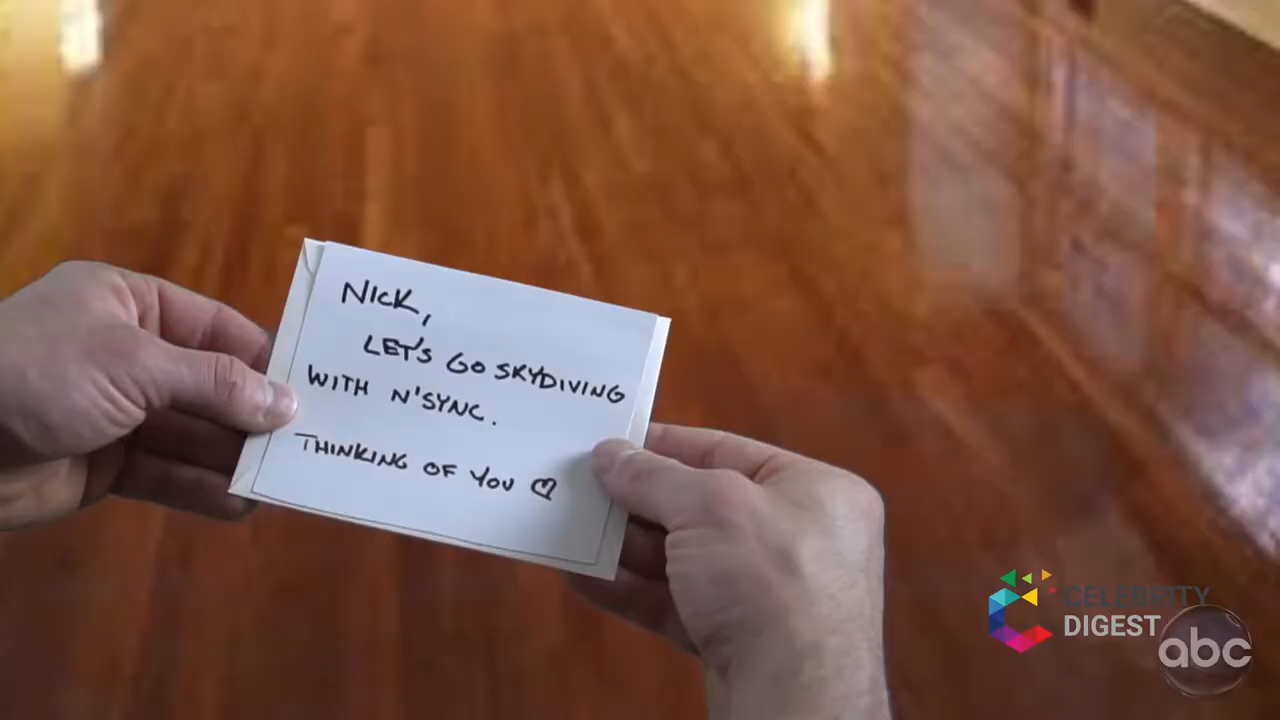 NICK,
LET'S GO SKYDIVING
WITH N'SYNC.
THINKING OF YOU ♡
CELEBRITY
DIGEST
abc